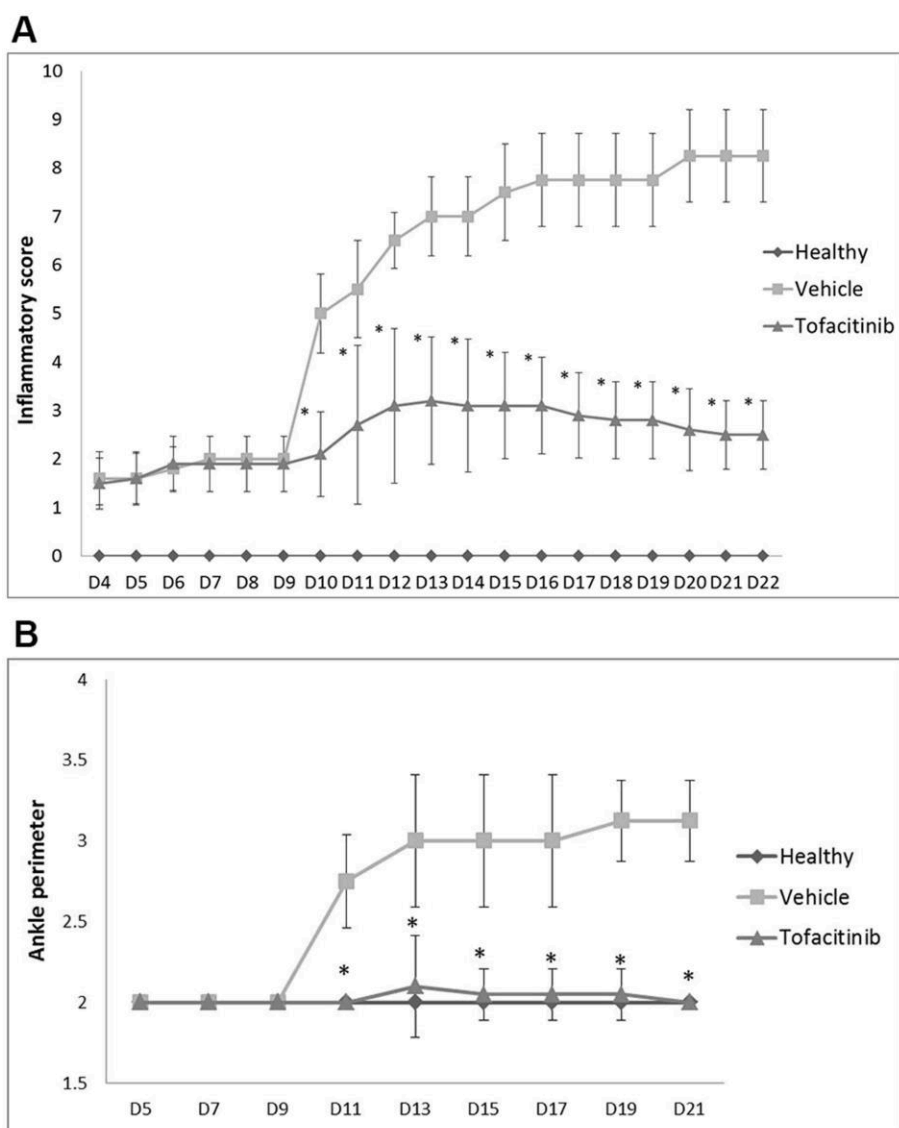 A
10
9
8
7
6
5
4
3
2
1
0
Inflammatory score
* * * * * * * * * * * * *
D4 D5 D6 D7 D8 D9 D10 D11 D12 D13 D14 D15 D16 D17 D18 D19 D20 D21 D22
Healthy
Vehicle
Tofacitinib
B
4
3.5
3
2.5
2
1.5
Ankle perimeter
* * * * * *
D5 D7 D9 D11 D13 D15 D17 D19 D21
Healthy
Vehicle
Tofacitinib